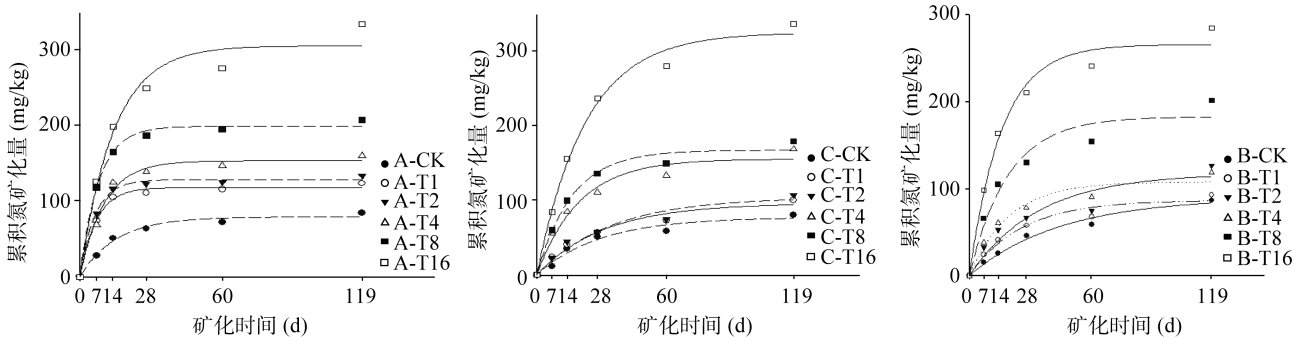 累积氮矿化量 (mg/kg)
300
200
100
0
0 7 14 28 60 119
矿化时间 (d)
A-CK
A-T1
A-T2
A-T4
A-T8
A-T16
累积氮矿化量 (mg/kg)
300
200
100
0
0 7 14 28 60 119
矿化时间 (d)
C-CK
C-T1
C-T2
C-T4
C-T8
C-T16
累积氮矿化量 (mg/kg)
300
200
100
0
0 7 14 28 60 119
矿化时间 (d)
B-CK
B-T1
B-T2
B-T4
B-T8
B-T16